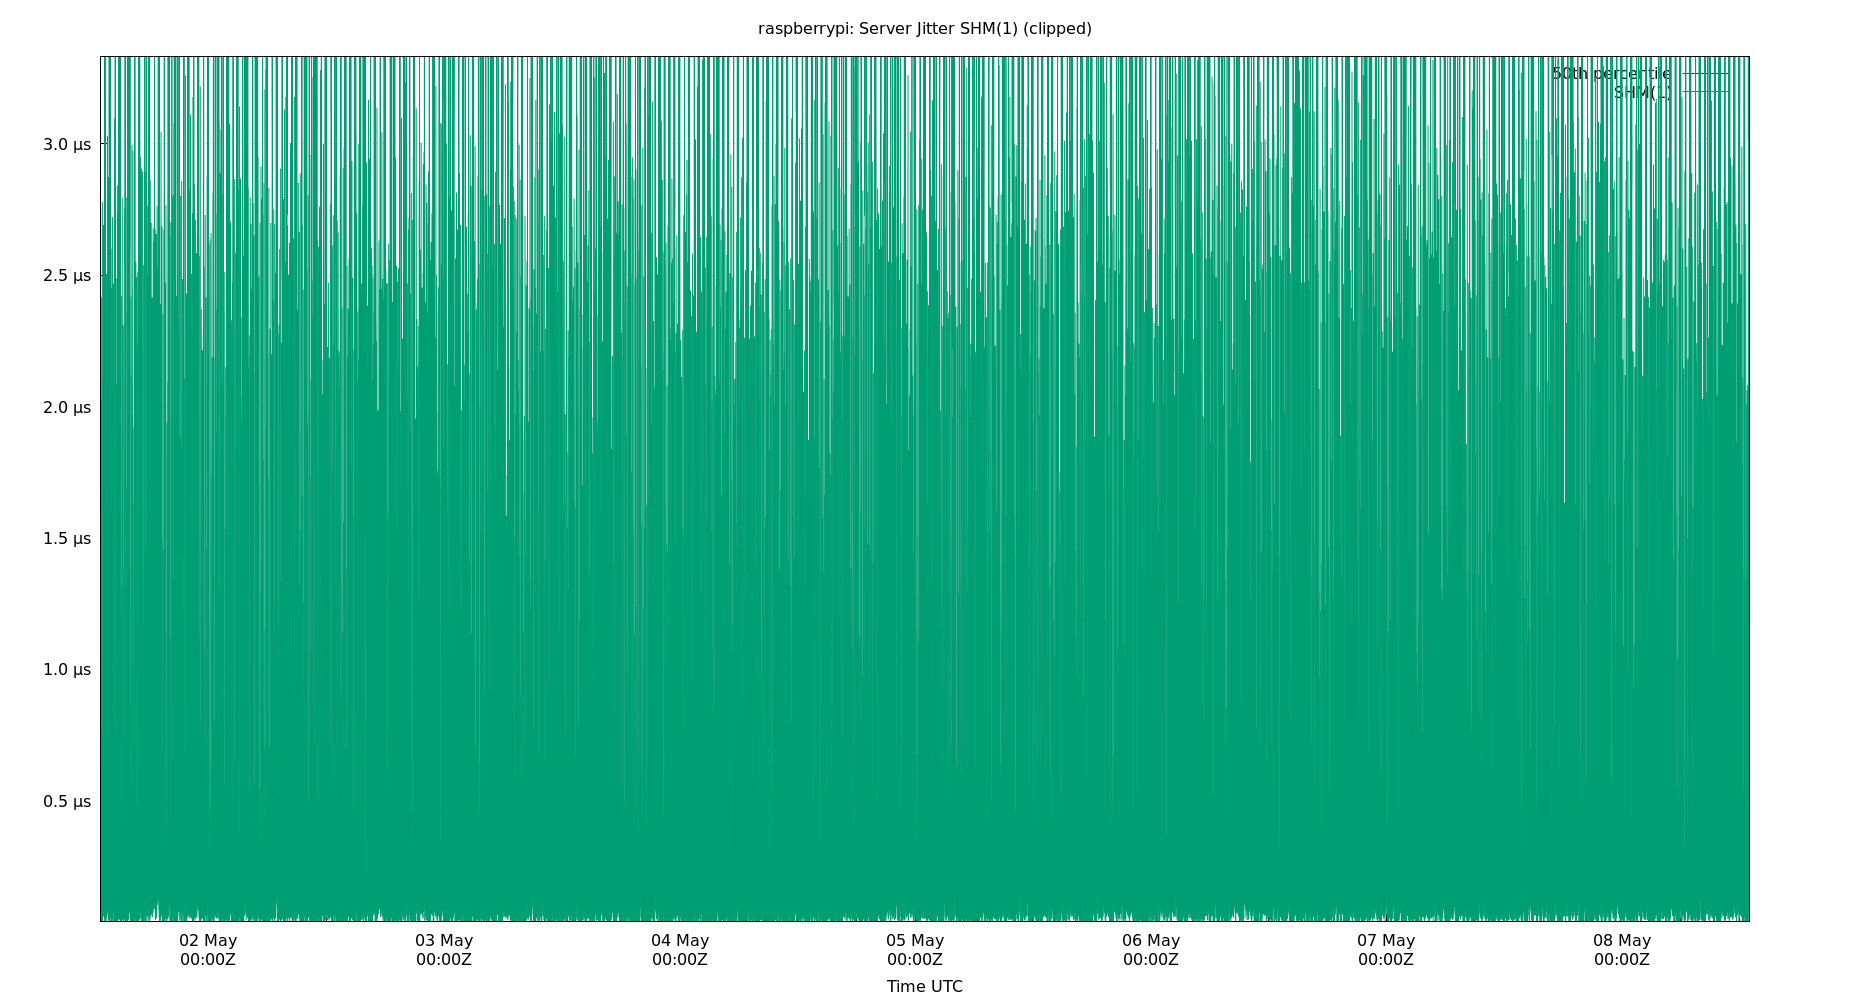 raspberrypi: Server Jitter SHM(1) (clipped)
50th percentile
SHM(1)
3.0 µs
2.5 µs
2.0 µs
1.5 µs
1.0 µs
0.5 µs
02 May 03 May 04 May 05 May 06 May 07 May 08 May
00:00Z 00:00Z 00:00Z 00:00Z 00:00Z 00:00Z 00:00Z
Time UTC